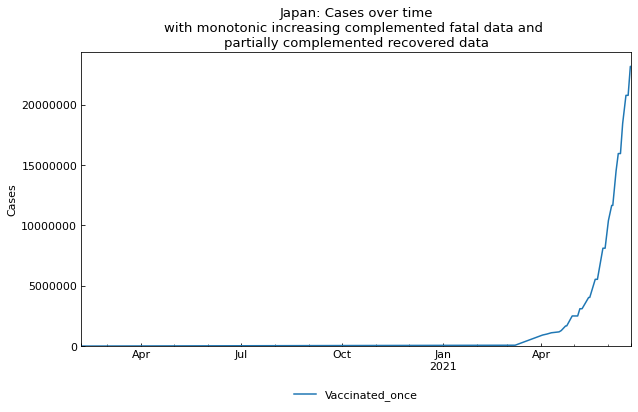 Japan: Cases over time
with monotonic increasing complemented fatal data and
partially complemented recovered data
20000000
15000000
10000000
5000000
0
Cases
Apr
Jul
Oct
Jan
2021
Apr
Vaccinated_once